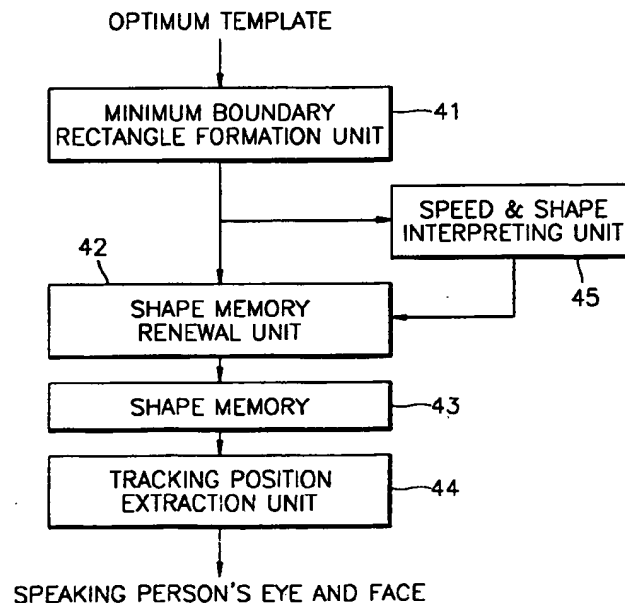 OPTIMUM TEMPLATE
MINIMUM BOUNDARY
RECTANGLE FORMATION UNIT
41
SPEED & SHAPE
INTERPRETING UNIT
45
42
SHAPE MEMORY
RENEWAL UNIT
SHAPE MEMORY
43
TRACKING POSITION
EXTRACTION UNIT
44
SPEAKING PERSON'S EYE AND FACE